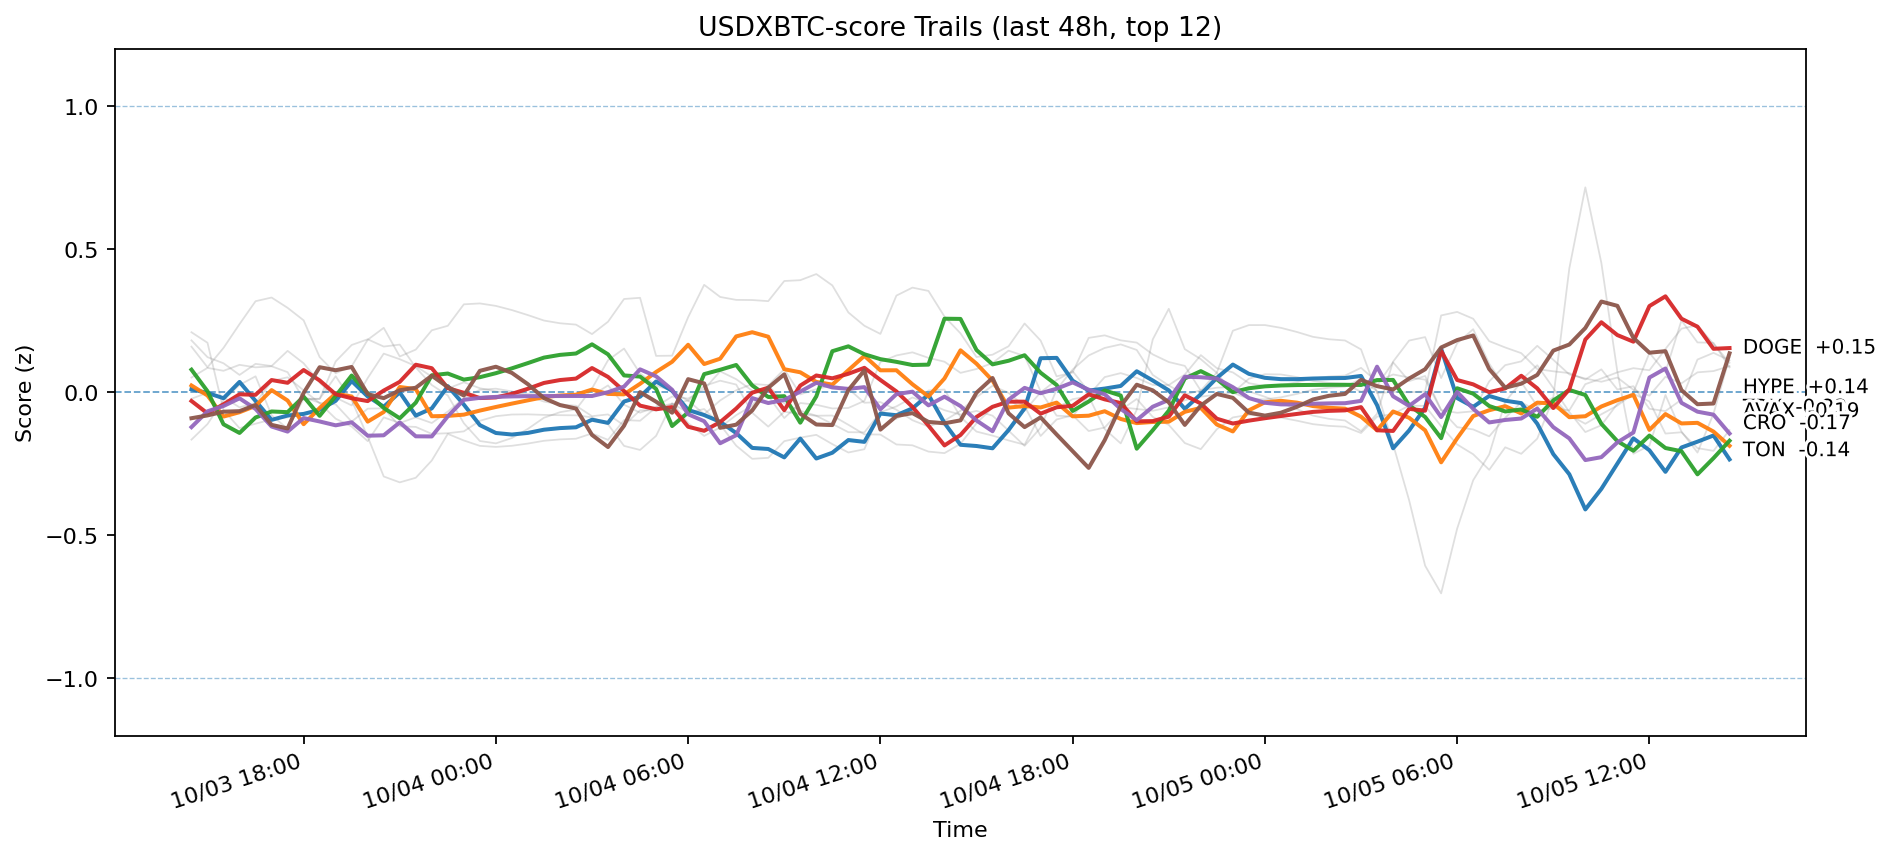 USDXBTC-score Trails (last 48h, top 12)
Score (z)
1.0
0.5
0.0
−0.5
−1.0
DOGE +0.15
HYPE +0.14
AVAX -0.19
CRO -0.17
TON -0.14
10/03 18:00
10/04 00:00
10/04 06:00
10/04 12:00
10/04 18:00
10/05 00:00
10/05 06:00
10/05 12:00
Time